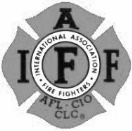 A
I F F
INTERNATIONAL ASSOCIATION
FIRE FIGHTERS
AFL-CIO
CLC®